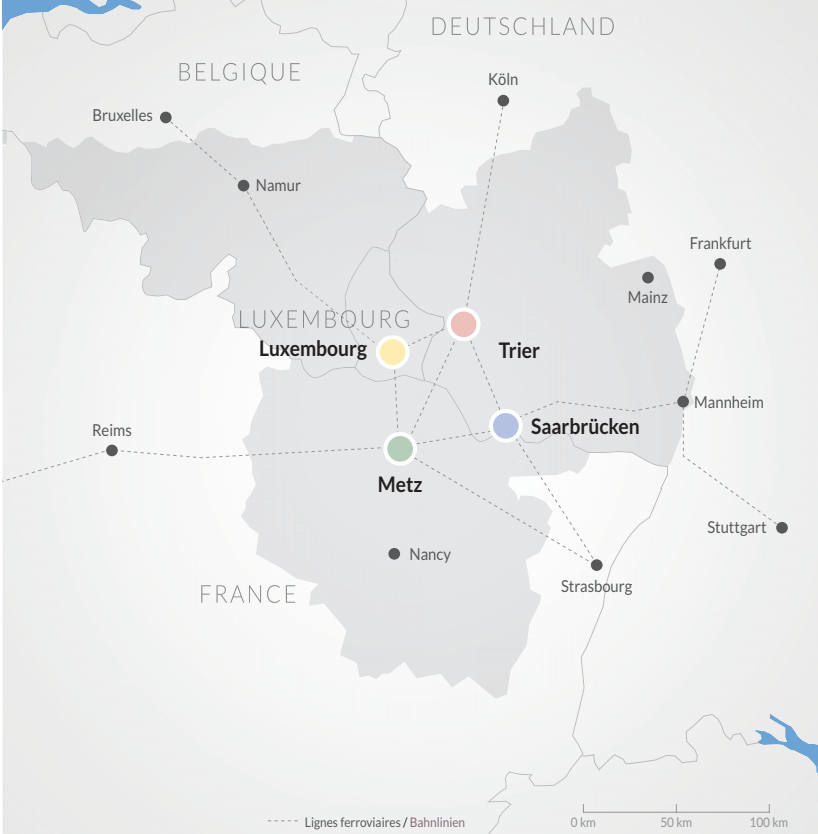 DEUTSCHLAND
BELGIQUE
Köln
Bruxelles
Namur
Frankfurt
Mainz
LUXEMBOURG
Luxembourg
Trier
Mannheim
Reims
Saarbrücken
Metz
Stuttgart
Nancy
Strasbourg
FRANCE
Lignes ferroviaires / Bahnlinien
0 km 50 km 100 km